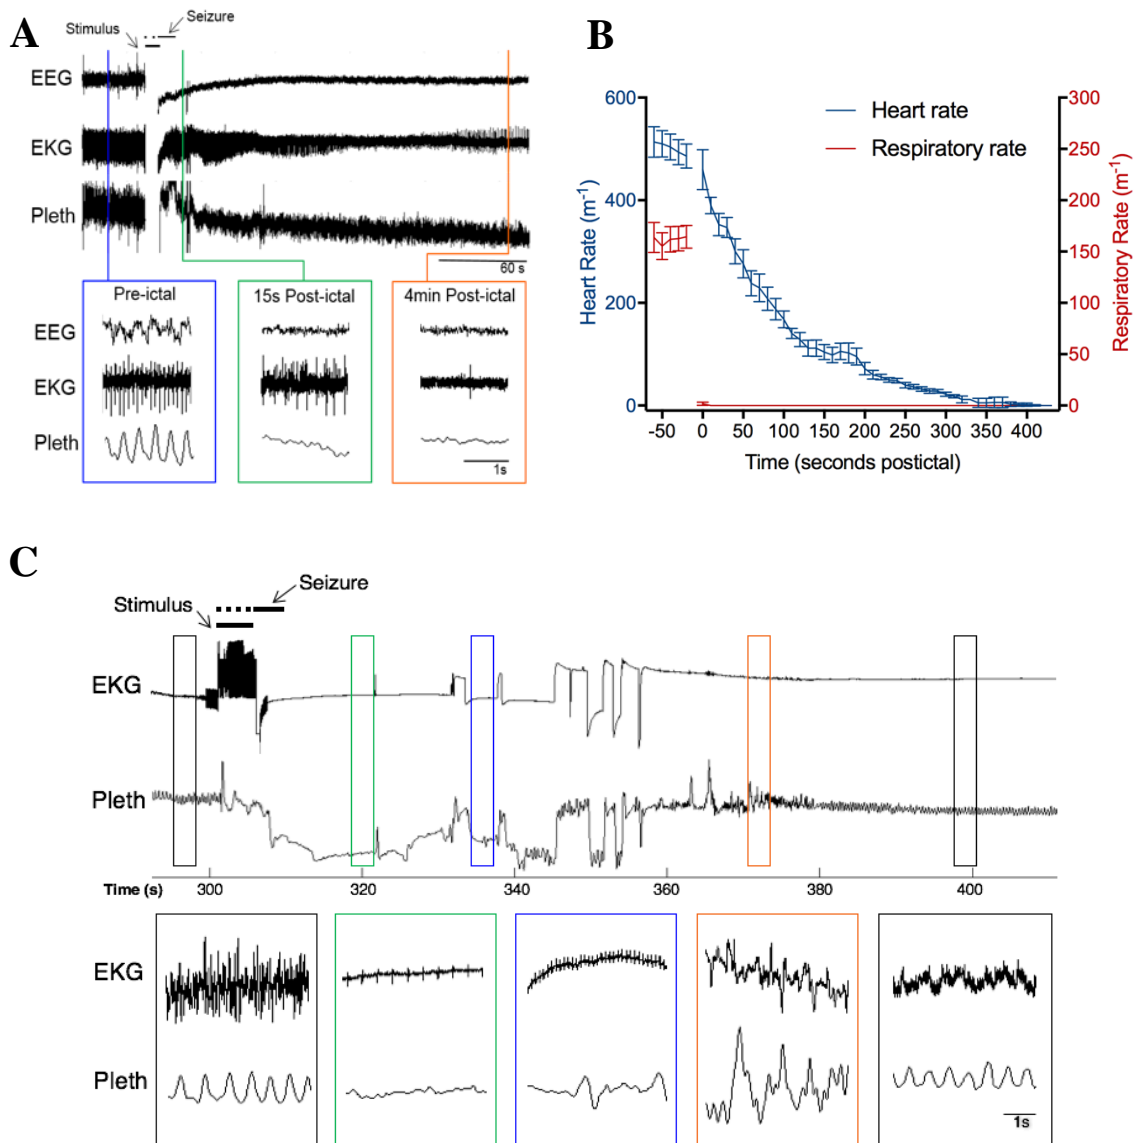 A
Stimulus
Seizure
EEG
EKG
Pleth
60 s
Pre-ictal
15s Post-ictal
4min Post-ictal
EEG
EKG
Pleth
1s
B
Heart rate
Respiratory rate
600
400
200
0
Heart Rate (m-1)
300
250
200
150
100
50
0
Respiratory Rate (m-1)
-50 0 50 100 150 200 250 300 350 400
Time (seconds postictal)
C
Seizure
Stimulus
EKG
Pleth
Time (s) 300 3420 340 360 380 400
EKG
Pleth
1s